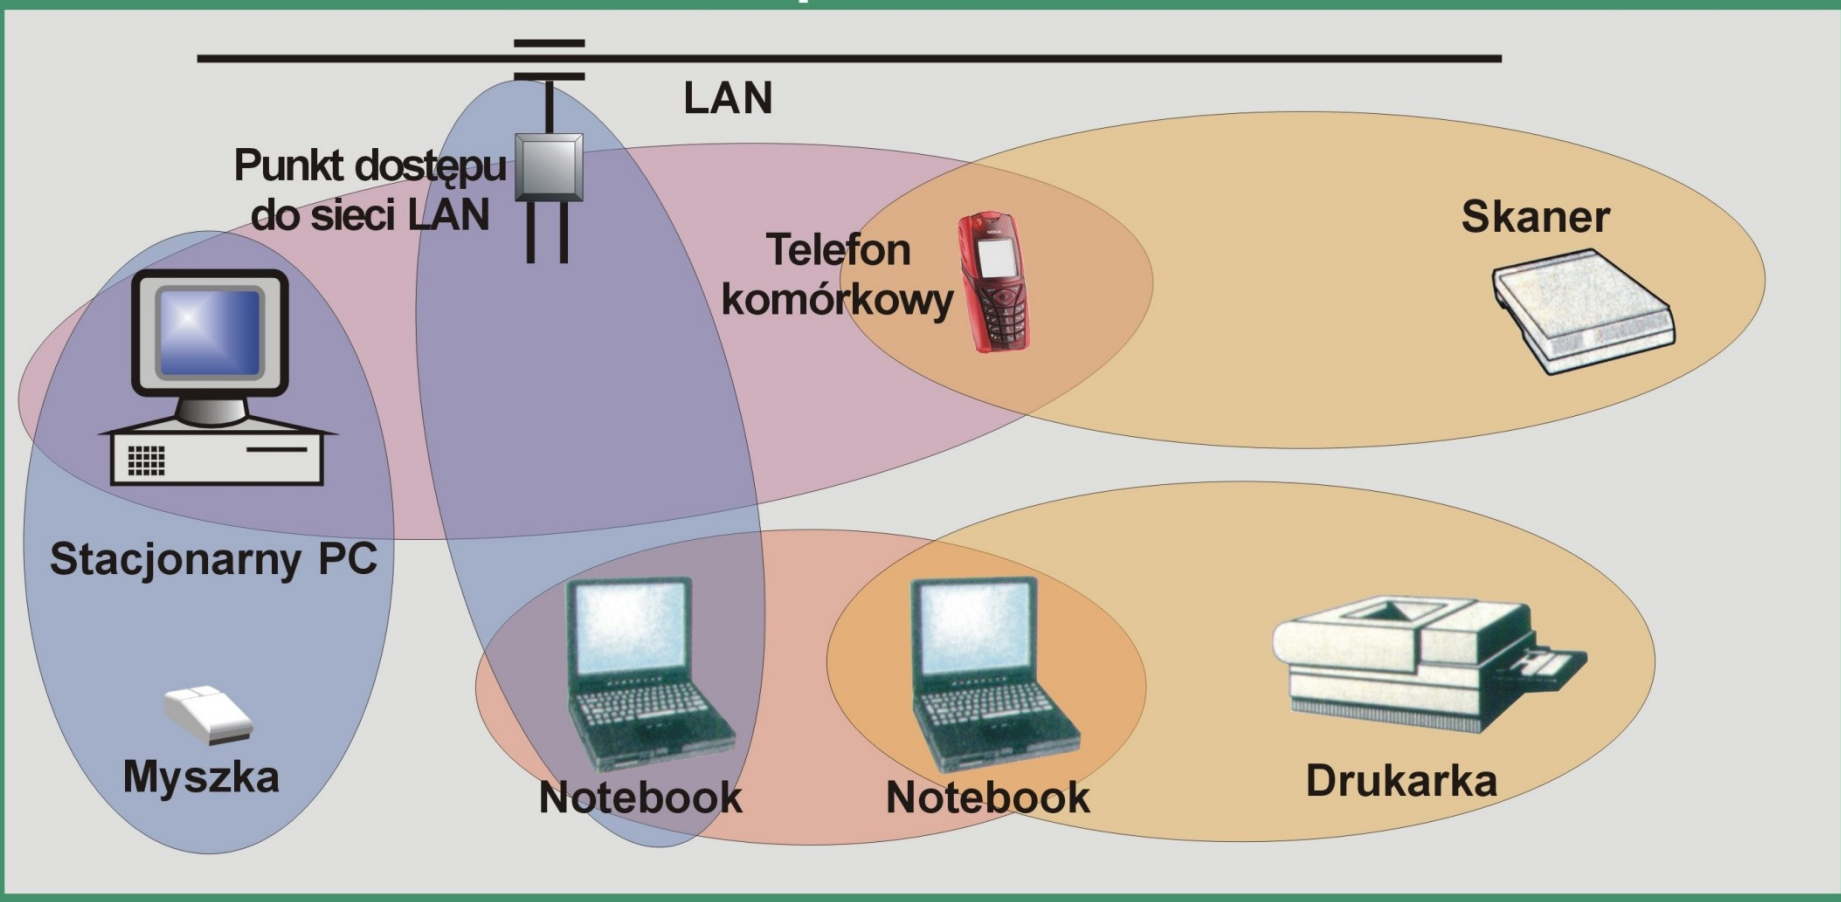 LAN
Punkt dostępu
do sieci LAN
Telefon
komórkowy
Skaner
Stacjonarny PC
Myszka
Notebook
Notebook
Drukarka